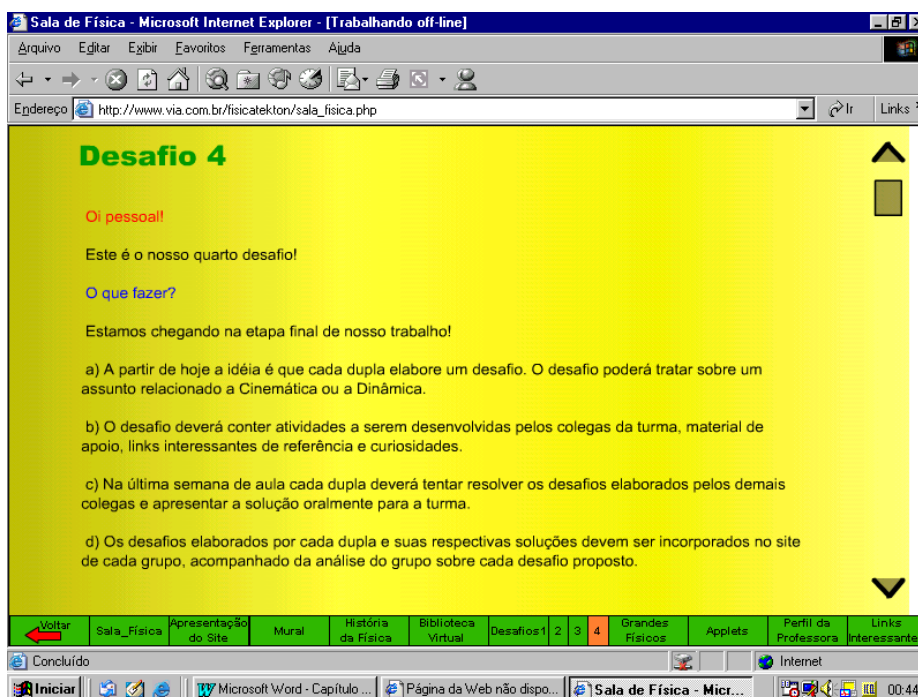 Sala de Física - Microsoft Internet Explorer - [Trabalhando off-line]
Arquivo Editar Exibir Favoritos Ferramentas Ajuda
Endereço http://www.via.com.br/fisicatekton/sala_fisica.php Ir Links
Desafio 4
Oi pessoal!
Este é o nosso quarto desafio!
O que fazer?
Estamos chegando na etapa final de nosso trabalho!
a) A partir de hoje a idéia é que cada dupla elabore um desafio. O desafio poderá tratar sobre um
assunto relacionado a Cinemática ou a Dinâmica.
b) O desafio deverá conter atividades a serem desenvolvidas pelos colegas da turma, material de
apoio, links interessantes de referência e curiosidades.
c) Na última semana de aula cada dupla deverá tentar resolver os desafios elaborados pelos demais
colegas e apresentar a solução oralmente para a turma.
d) Os desafios elaborados por cada dupla e suas respectivas soluções devem ser incorporados no site
de cada grupo, acompanhado da análise do grupo sobre cada desafio proposto.
Voltar
Sala_Física
Apresentação
do Site
Mural
História
da Física
Biblioteca
Virtual
Desafios1 2 3 4
Grandes
Físicos
Applets
Perfil da
Professora
Links
Interessante
Concluído Internet
Iniciar Microsoft Word - Capítulo ... Página da Web não dispo... Sala de Física - Micr... 00:44